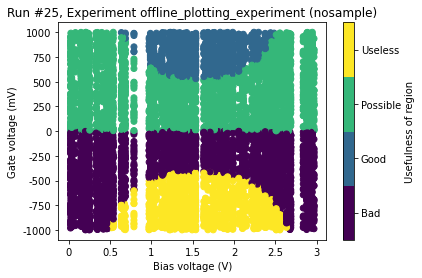 Run #25, Experiment offline_plotting_experiment (nosample)
1000
750
500
250
0
-250
-500
-750
-1000
Gate voltage (mV)
0
0.5
1
1.5
2
2.5
3
Bias voltage (V)
Useless
Possible
Good
Bad
Usefulness of region